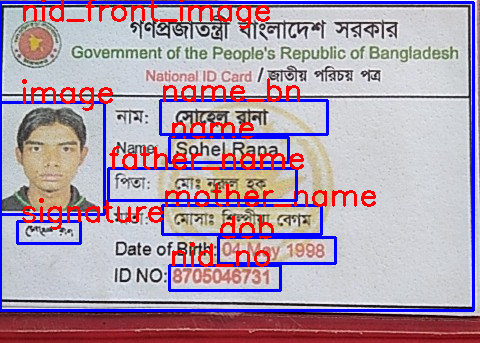 nid_front_image
গণপ্রজাতন্ত্রী বাংলাদেশ সরকার
Government of the People's Republic of Bangladesh
National ID Card / জাতীয় পরিচয় পত্র
image
name_bn
নাম: সোহেল রানা
name
Name: Sohel Rana
father_name
পিতা: মোঃ নূরুল হক
mother_name
মাতা: মোসাঃ শিল্পীয়া বেগম
signature
dob
Date of Birth: 04 May 1998
nid_no
ID NO: 8705046731